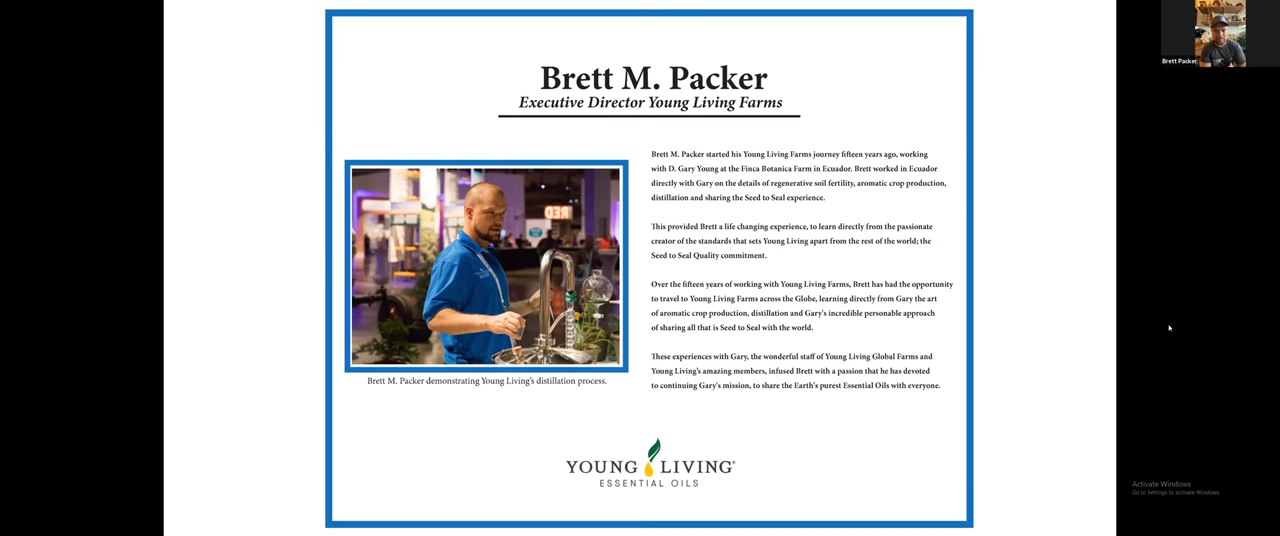 Brett M. Packer
Executive Director Young Living Farms
Brett M. Packer started his Young Living Farms journey fifteen years ago, working
with D. Gary Young at the Finca Botanica Farm in Ecuador. Brett worked in Ecuador
directly with Gary on the details of regenerative soil fertility, aromatic crop production,
distillation and sharing the Seed to Seal experience.
This provided Brett a life changing experience, to learn directly from the passionate
creator of the standards that sets Young Living apart from the rest of the world; the
Seed to Seal Quality commitment.
Over the fifteen years of working with Young Living Farms, Brett has had the opportunity
to travel to Young Living Farms across the Globe, learning directly from Gary the art
of aromatic crop production, distillation and Gary's incredible personable approach
of sharing all that is Seed to Seal with the world.
These experiences with Gary, the wonderful staff of Young Living Global Farms and
Young Living's amazing members, infused Brett with a passion that he has devoted
to continuing Gary's mission, to share the Earth's purest Essential Oils with everyone.
Brett M. Packer demonstrating Young Living's distillation process.
YOUNG LIVING®
ESSENTIAL OILS
Brett Packer
Activate Windows
Go to Settings to activate Windows.